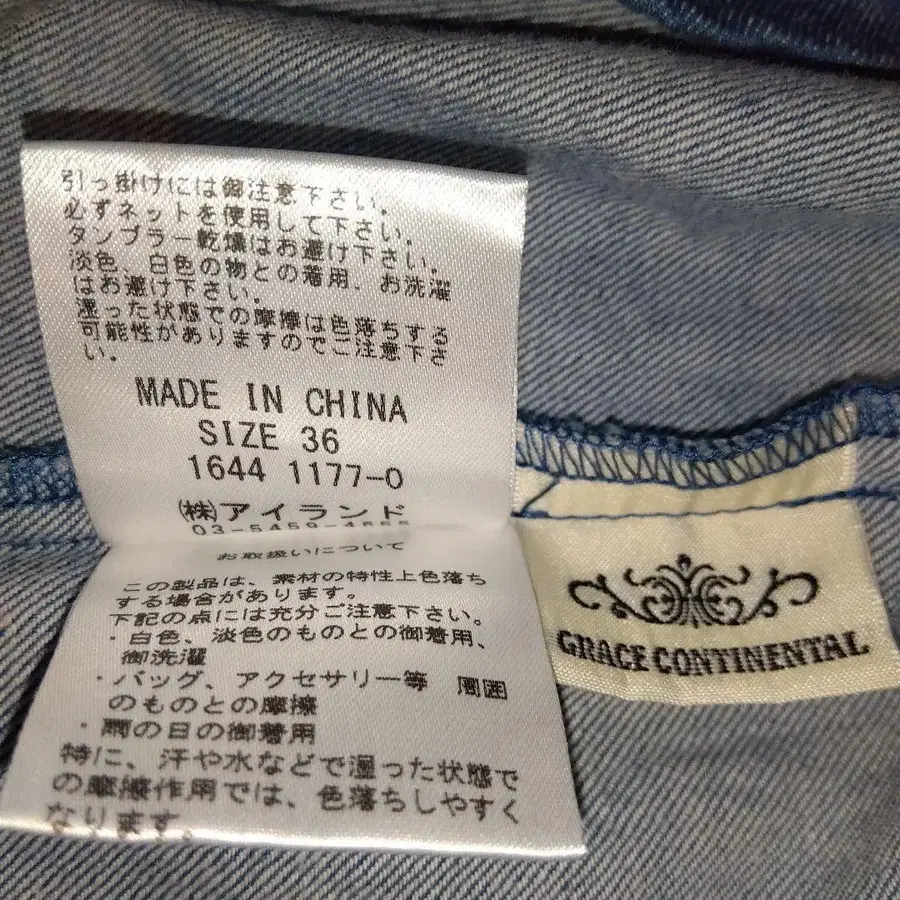 引っ掛けには御注意下さい.
必ずネットを使用して下さい.
タンブラー乾燥はお避け下さい.
淡色、白色の物との着用、お洗濯
はお避け下さい.
湿った状態での摩擦は色落ちする
可能性がありますのでご注意下さ
い.
MADE IN CHINA
SIZE 36
1644 1177-0
㈱アイランド
03-5459-4555
お取扱いについて
この製品は、素材の特性上色落ち
する場合があります.
下記の点には充分ご注意下さい.
・白色、淡色のものとの御着用、
御洗濯
・バッグ、アクセサリー等 周囲
のものとの摩擦
・雨の日の御着用
特に、汗や水などで湿った状態で
の摩擦作用では、色落ちしやすく
なります.
GRACE CONTINENTAL